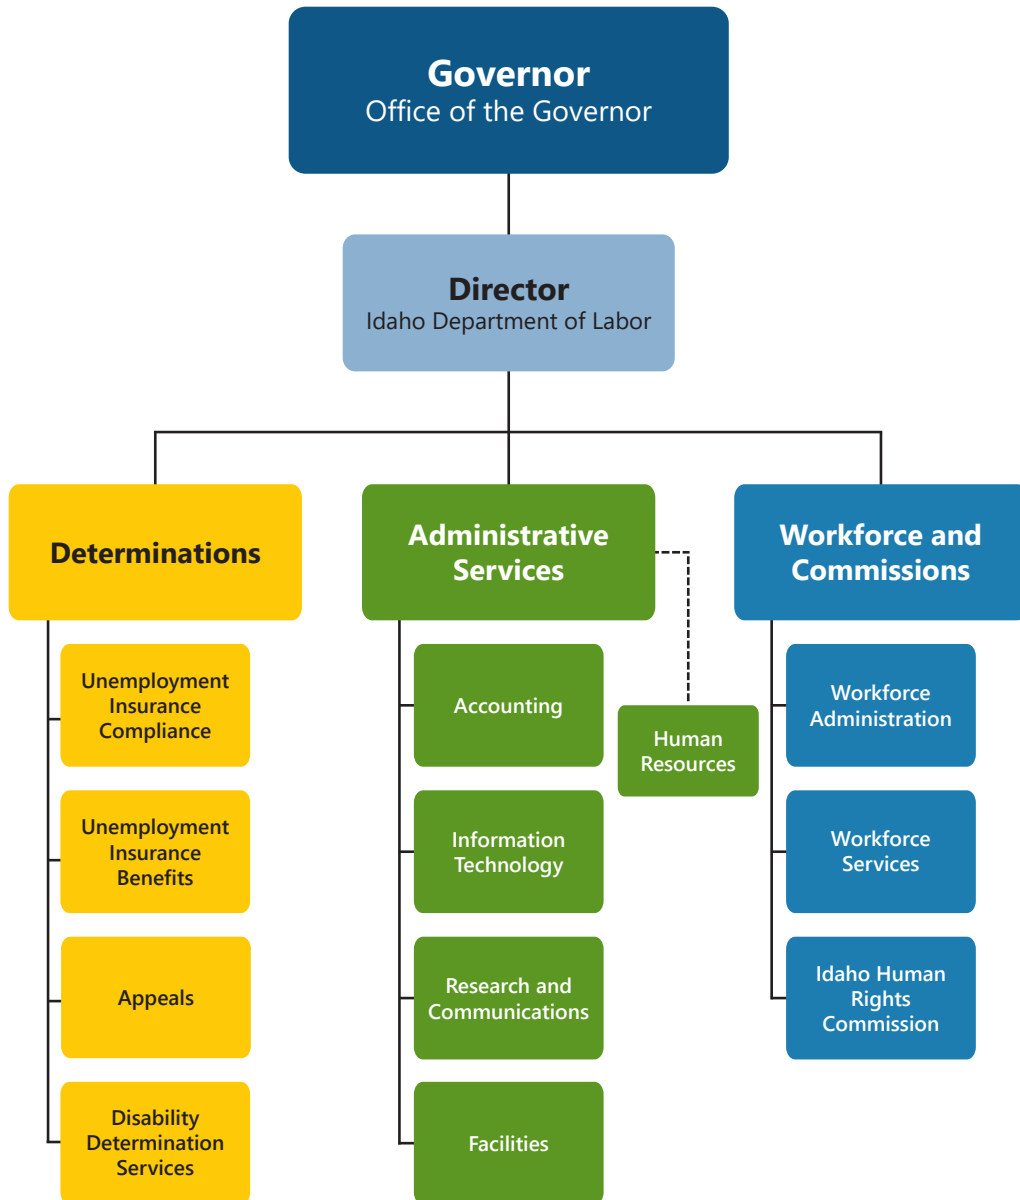 Governor
Office of the Governor
Director
Idaho Department of Labor
Determinations
Administrative
Services
Workforce and
Commissions
Unemployment
Insurance
Compliance
Unemployment
Insurance
Benefits
Appeals
Disability
Determination
Services
Accounting
Information
Technology
Research and
Communications
Facilities
Human
Resources
Workforce
Administration
Workforce
Services
Idaho Human
Rights
Commission